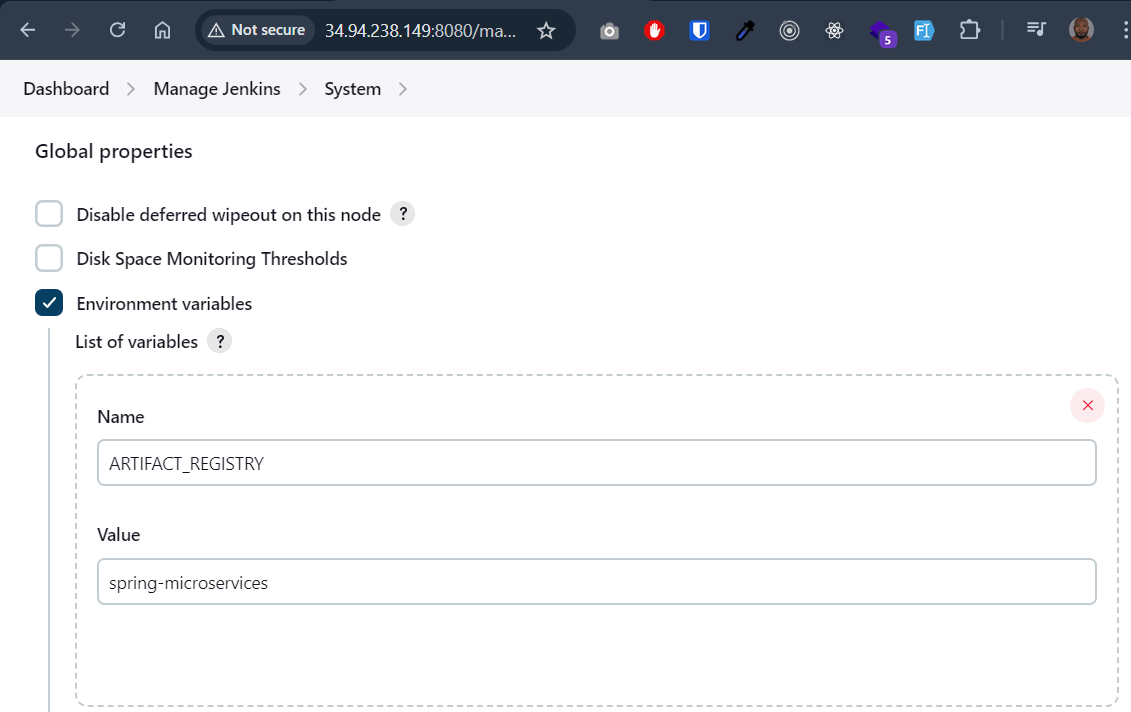 Not secure 34.94.238.149:8080/ma...
5
FI
Dashboard Manage Jenkins System
Global properties
Disable deferred wipeout on this node ?
Disk Space Monitoring Thresholds
Environment variables
List of variables ?
Name
ARTIFACT_REGISTRY
Value
spring-microservices